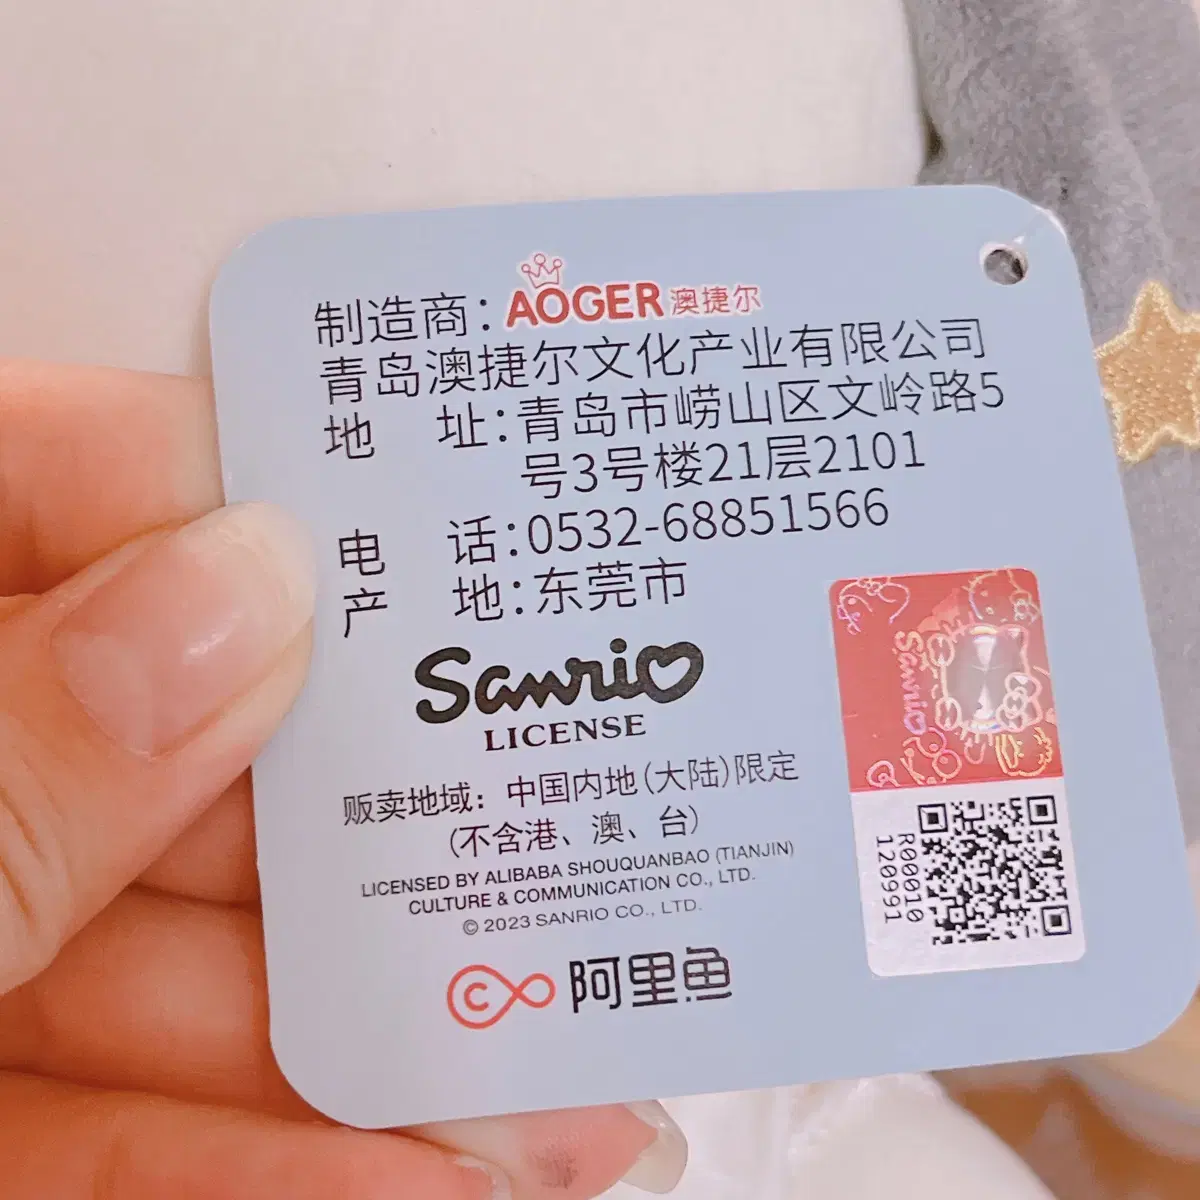 制造商：AOGER 澳捷尔
青岛澳捷尔文化产业有限公司
地 址：青岛市崂山区文岭路5
号3号楼21层2101
电 话：0532-68851566
产 地：东莞市
Sanrio
LICENSE
贩卖地域：中国内地（大陆）限定
（不含港、澳、台）
LICENSED BY ALIBABA SHOUQUANBAO (TIANJIN)
CULTURE & COMMUNICATION CO., LTD.
© 2023 SANRIO CO., LTD.
C 阿里鱼
Sanrio
R000010
120991